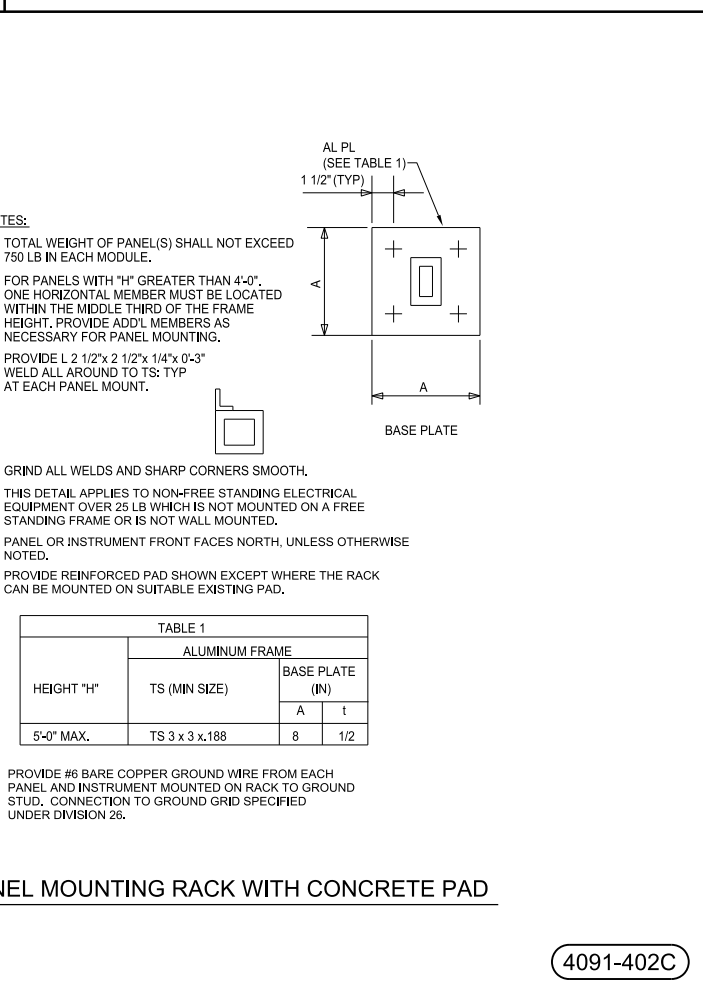 AL PL
(SEE TABLE 1)
1 1/2" (TYP)
TES:
TOTAL WEIGHT OF PANEL(S) SHALL NOT EXCEED
750 LB IN EACH MODULE.
FOR PANELS WITH "H" GREATER THAN 4'-0".
ONE HORIZONTAL MEMBER MUST BE LOCATED
WITHIN THE MIDDLE THIRD OF THE FRAME
HEIGHT. PROVIDE ADD'L MEMBERS AS
NECESSARY FOR PANEL MOUNTING.
PROVIDE L 2 1/2"x 2 1/2"x 1/4"x 0'-3"
WELD ALL AROUND TO TS: TYP
AT EACH PANEL MOUNT.
A
A
BASE PLATE
GRIND ALL WELDS AND SHARP CORNERS SMOOTH.
THIS DETAIL APPLIES TO NON-FREE STANDING ELECTRICAL
EQUIPMENT OVER 25 LB WHICH IS NOT MOUNTED ON A FREE
STANDING FRAME OR IS NOT WALL MOUNTED.
PANEL OR INSTRUMENT FRONT FACES NORTH, UNLESS OTHERWISE
NOTED.
PROVIDE REINFORCED PAD SHOWN EXCEPT WHERE THE RACK
CAN BE MOUNTED ON SUITABLE EXISTING PAD.
TABLE 1
ALUMINUM FRAME
HEIGHT "H" TS (MIN SIZE) BASE PLATE
(IN)
A t
5'-0" MAX. TS 3 x 3 x.188 8 1/2
PROVIDE #6 BARE COPPER GROUND WIRE FROM EACH
PANEL AND INSTRUMENT MOUNTED ON RACK TO GROUND
STUD. CONNECTION TO GROUND GRID SPECIFIED
UNDER DIVISION 26.
NEL MOUNTING RACK WITH CONCRETE PAD
4091-402C